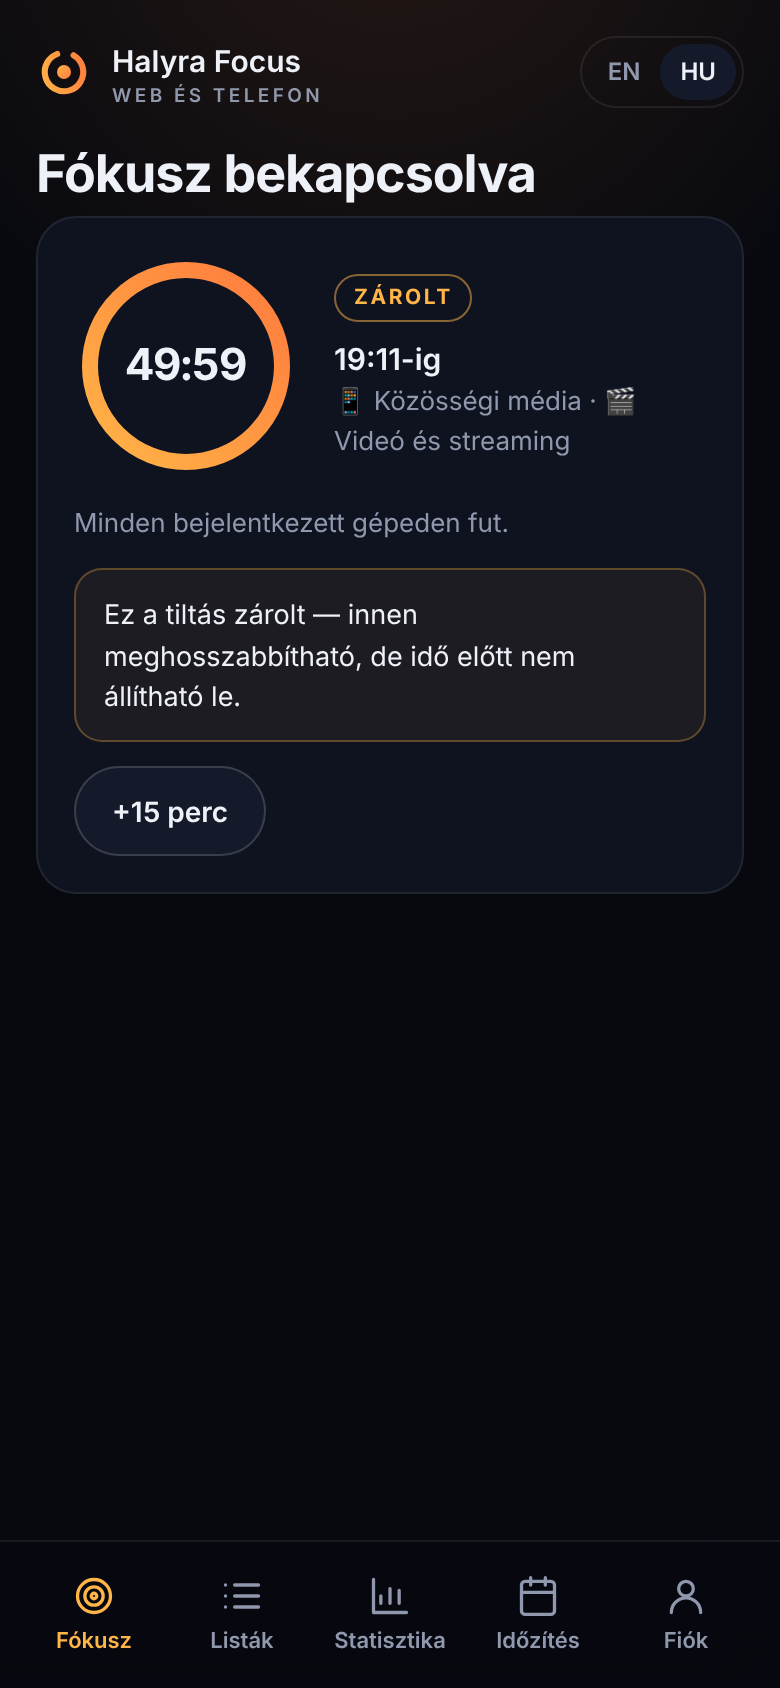 Halyra Focus
WEB ÉS TELEFON
EN HU
Fókusz bekapcsolva
49:59
ZÁROLT
19:11-ig
📱 Közösségi média · 🎬
Videó és streaming
Minden bejelentkezett gépeden fut.
Ez a tiltás zárolt — innen
meghosszabbítható, de idő előtt nem
állítható le.
+15 perc
Fókusz Listák Statisztika Időzítés Fiók